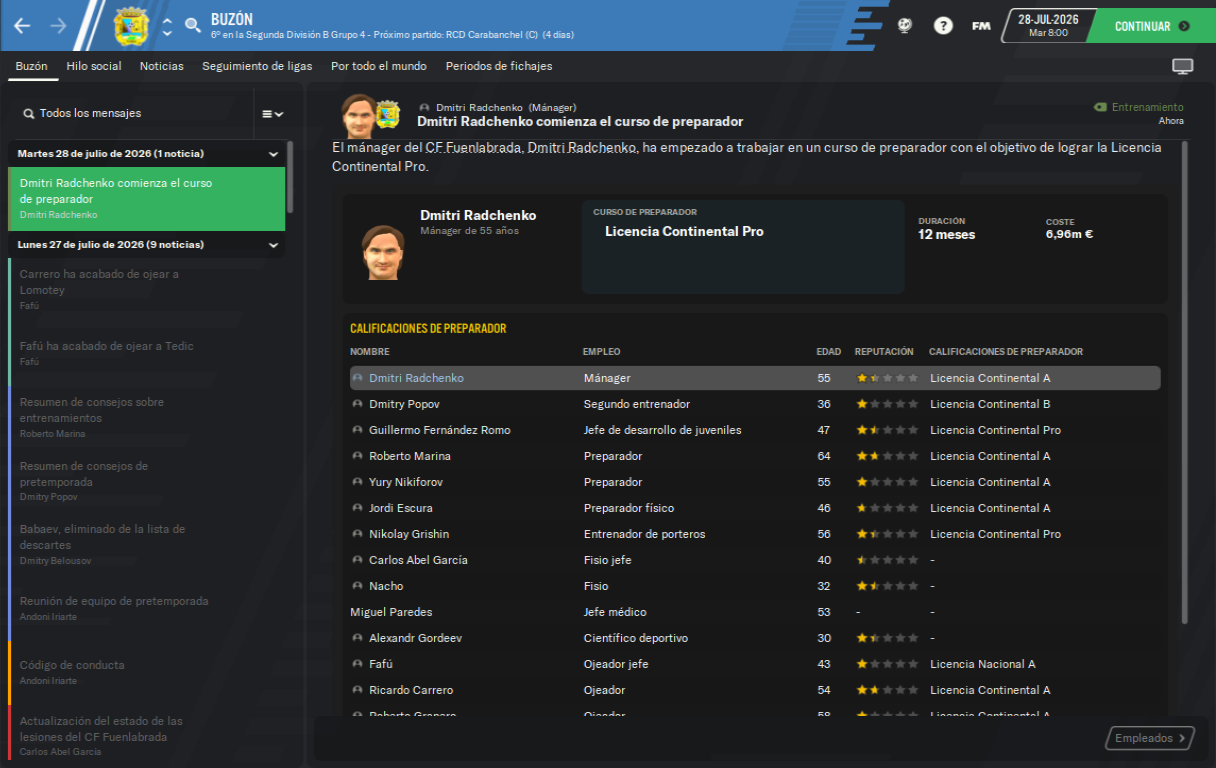 BUZÓN
6º en la Segunda División B Grupo 4 - Próximo partido: RCD Carabanchel (C) (4 días)
FM
28-JUL-2026
Mar 8:00
CONTINUAR
Buzón Hilo social Noticias Seguimiento de ligas Por todo el mundo Periodos de fichajes
Todos los mensajes
Martes 28 de julio de 2026 (1 noticia)
Dmitri Radchenko comienza el curso
de preparador
Dmitri Radchenko
Lunes 27 de julio de 2026 (9 noticias)
Carrero ha acabado de ojear a
Lomotey
Fafú
Fafú ha acabado de ojear a Tedic
Fafú
Resumen de consejos sobre
entrenamientos
Roberto Marina
Resumen de consejos de
pretemporada
Dmitry Popov
Babaev, eliminado de la lista de
descartes
Dmitry Belousov
Reunión de equipo de pretemporada
Andoni Iriarte
Código de conducta
Andoni Iriarte
Actualización del estado de las
lesiones del CF Fuenlabrada
Carlos Abel García
Dmitri Radchenko (Mánager)
Dmitri Radchenko comienza el curso de preparador
Entrenamiento
Ahora
El mánager del CF Fuenlabrada, Dmitri Radchenko, ha empezado a trabajar en un curso de preparador con el objetivo de lograr la Licencia
Continental Pro.
Dmitri Radchenko
Mánager de 55 años
CURSO DE PREPARADOR
Licencia Continental Pro
DURACIÓN
12 meses
COSTE
6,96m €
CALIFICACIONES DE PREPARADOR
NOMBRE EMPLEO EDAD REPUTACIÓN CALIFICACIONES DE PREPARADOR
Dmitri Radchenko Mánager 55 Licencia Continental A
Dmitry Popov Segundo entrenador 36 Licencia Continental B
Guillermo Fernández Romo Jefe de desarrollo de juveniles 47 Licencia Continental Pro
Roberto Marina Preparador 64 Licencia Continental A
Yury Nikiforov Preparador 55 Licencia Continental A
Jordi Escura Preparador físico 46 Licencia Continental A
Nikolay Grishin Entrenador de porteros 56 Licencia Continental Pro
Carlos Abel García Fisio jefe 40 -
Nacho Fisio 32 -
Miguel Paredes Jefe médico 53 - -
Alexandr Gordeev Científico deportivo 30 -
Fafú Ojeador jefe 43 Licencia Nacional A
Ricardo Carrero Ojeador 54 Licencia Continental A
Roberto Granero Ojeador 58 Licencia Continental A
Empleados